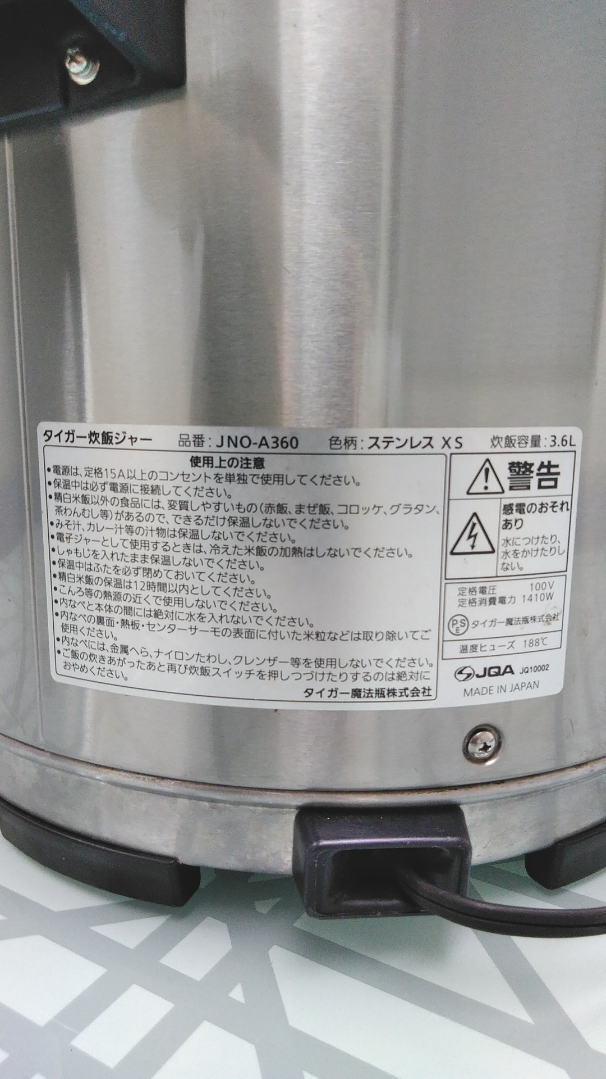 タイガー炊飯ジャー 品番:JNO-A360 色柄:ステンレス XS 炊飯容量:3.6L
使用上の注意
•電源は、定格15A以上のコンセントを単独で使用してください。
•保温中は必ず電源に接続してください。
•精白米飯以外の食品には、変質しやすいもの(赤飯、まぜ飯、コロッケ、グラタン、
茶わんむし等)があるので、できるだけ保温しないでください。
•みそ汁、カレー汁等の汁物は保温しないでください。
•電子ジャーとして使用するときは、冷えた米飯の加熱はしないでください。
•しゃもじを入れたまま保温しないでください。
•保温中はふたを必ず閉めておいてください。
•精白米飯の保温は12時間以内としてください。
•こんろ等の熱源の近くで使用しないでください。
•内なべと本体の間には絶対に水を入れないでください。
•内なべの裏面・熱板・センターサーモの表面に付いた米粒などは取り除いてご
使用ください。
•内なべには、金属へら、ナイロンたわし、クレンザー等を使用しないでください。
•ご飯の炊きあがったあと再び炊飯スイッチを押しつづけたりするのは絶対に
おやめください。
タイガー魔法瓶株式会社
警告
感電のおそれ
あり
水につけたり、
水をかけたりし
ない。
定格電圧 100V
定格消費電力 1410W
PSE タイガー魔法瓶株式会社
温度ヒューズ 188℃
JQA JQ10002
MADE IN JAPAN